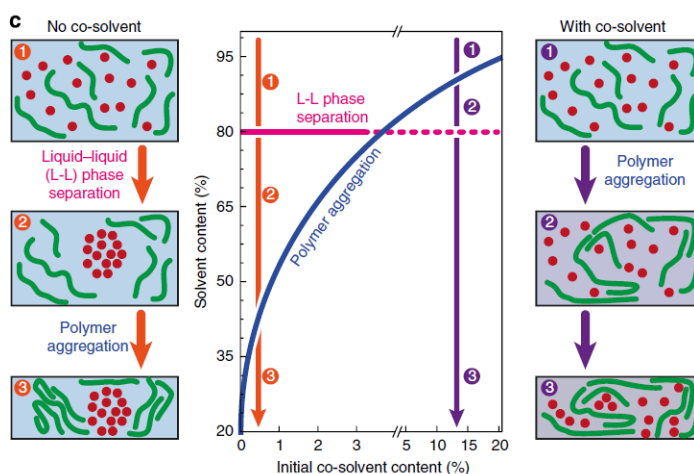 c
No co-solvent
1
Liquid–liquid
(L-L) phase
separation
2
Polymer
aggregation
3
Solvent content (%)
95
80
65
50
35
20
1
L-L phase
separation
2
Polymer aggregation
3
1
2
3
0 1 2 3 5 10 15 20
Initial co-solvent content (%)
With co-solvent
1
Polymer
aggregation
2
3